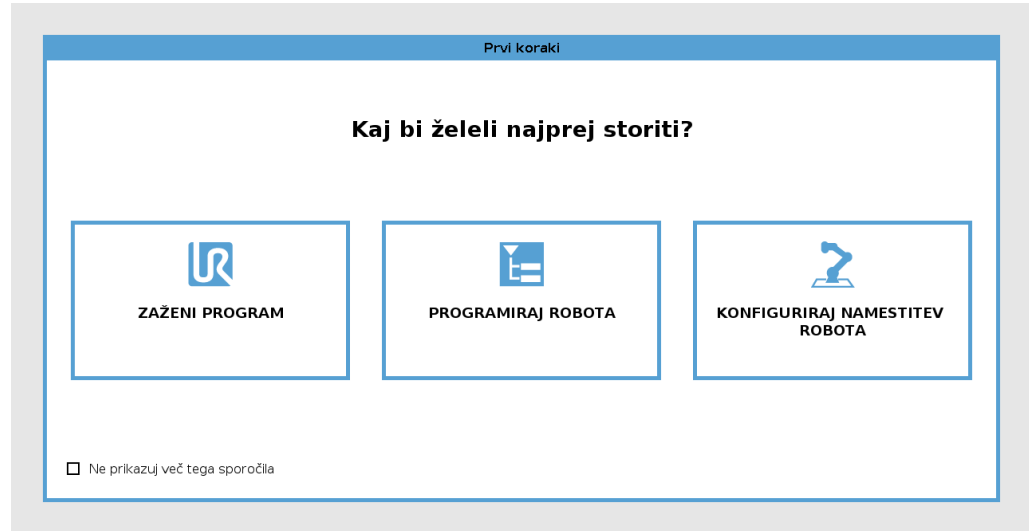 Prvi koraki
Kaj bi želeli najprej storiti?
UR
ZAŽENI PROGRAM
PROGRAMIRAJ ROBOTA
KONFIGURIRAJ NAMESTITEV
ROBOTA
Ne prikazuj več tega sporočila